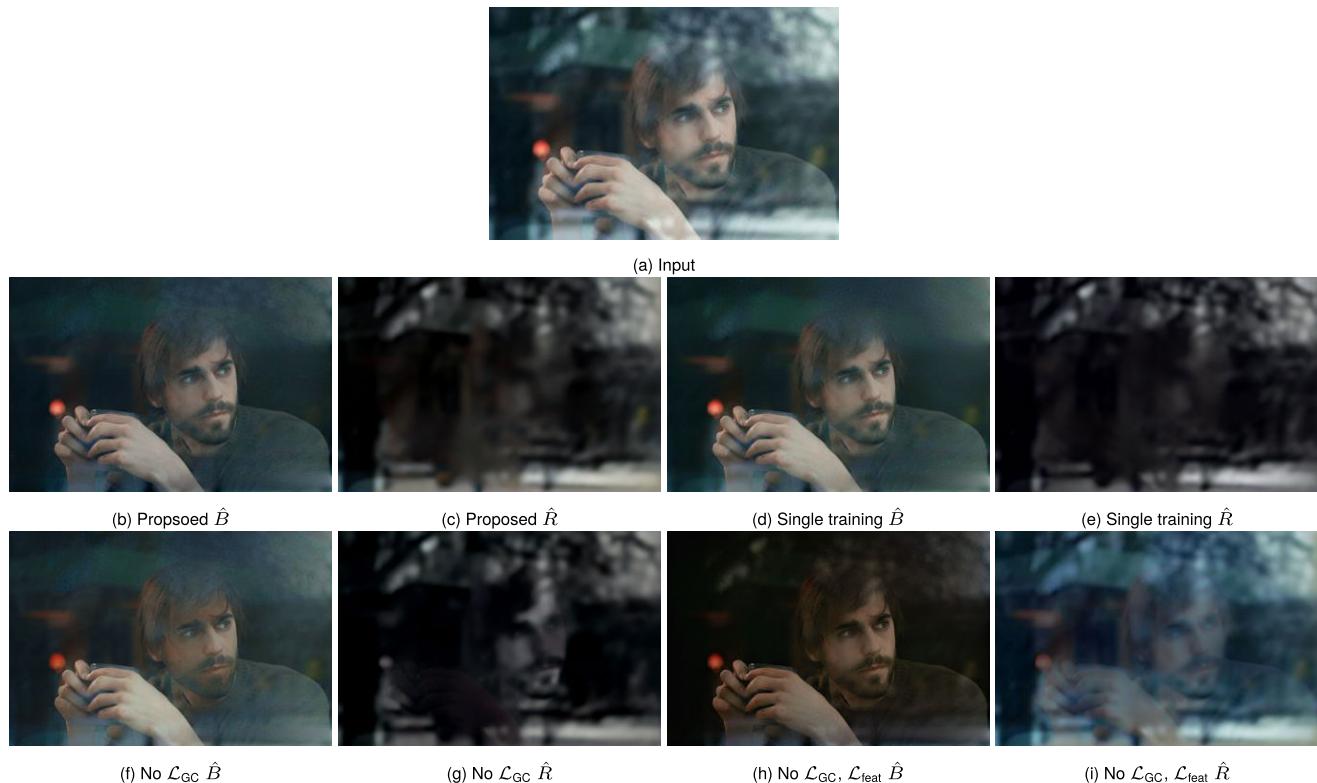 (a) Input
(b) Propsoed B̂
(c) Proposed R̂
(d) Single training B̂
(e) Single training R̂
(f) No ℒGC B̂
(g) No ℒGC R̂
(h) No ℒGC, ℒfeat B̂
(i) No ℒGC, ℒfeat R̂